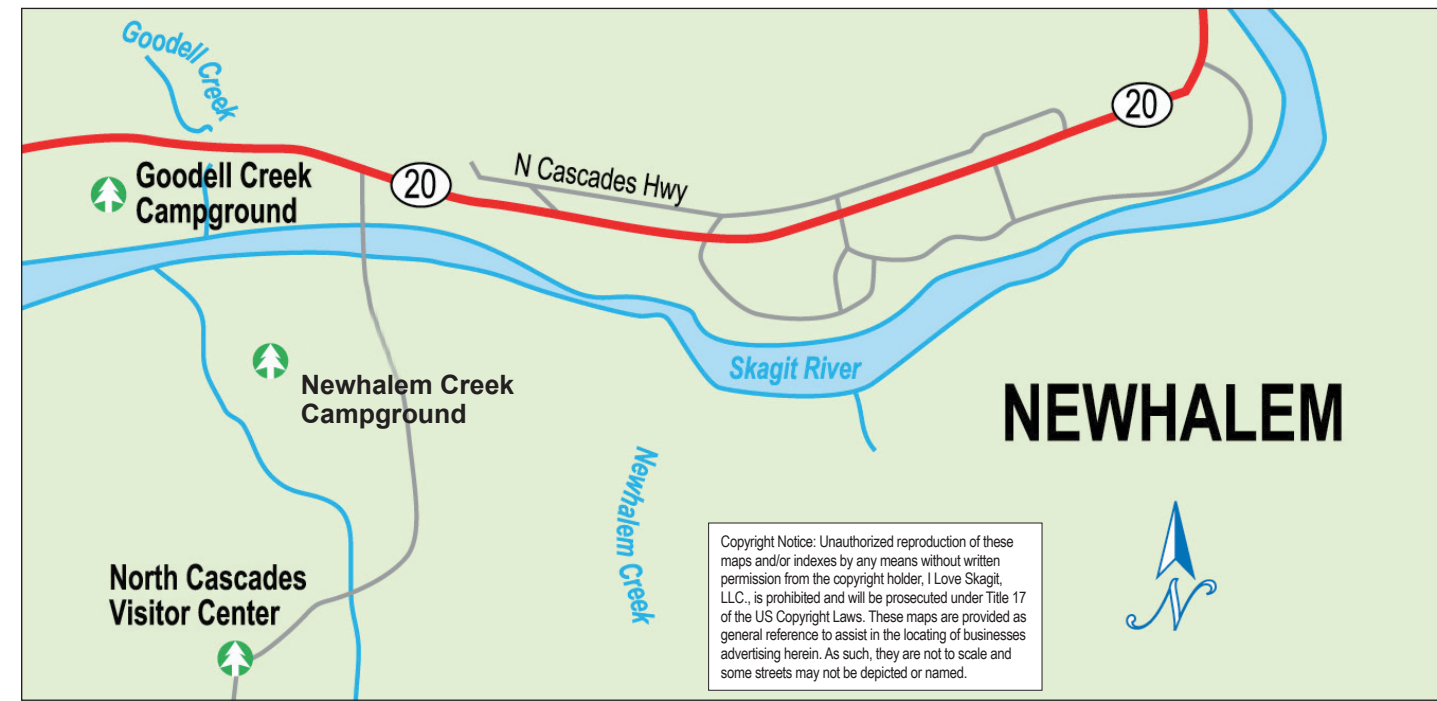 Goodell Creek
20
Goodell Creek
Campground
20
N Cascades Hwy
Skagit River
Newhalem Creek
Campground
NEWHALEM
Newhalem Creek
North Cascades
Visitor Center
Copyright Notice: Unauthorized reproduction of these
maps and/or indexes by any means without written
permission from the copyright holder, I Love Skagit,
LLC., is prohibited and will be prosecuted under Title 17
of the US Copyright Laws. These maps are provided as
general reference to assist in the locating of businesses
advertising herein. As such, they are not to scale and
some streets may not be depicted or named.
N